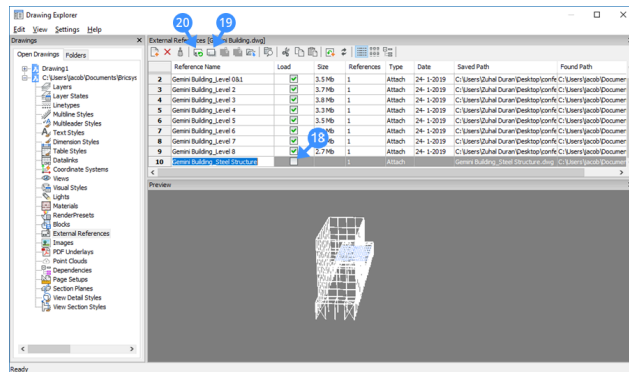 Drawing Explorer
Edit View Settings Help
20
19
Drawings
External References [Gemini Building.dwg]
Open Drawings Folders
Reference Name Load Size References Type Date Saved Path Found Path
Drawing1
C:\Users\jacob\Documents\Bricsys
Layers
Layer States
Linetypes
Multiline Styles
Multileader Styles
Text Styles
Dimension Styles
Table Styles
Datalinks
Coordinate Systems
Views
Visual Styles
Lights
Materials
RenderPresets
Blocks
External References
Images
PDF Underlays
Point Clouds
Dependencies
Page Setups
Section Planes
View Detail Styles
View Section Styles
2 Gemini Building_Level 0&1 3.5 Mb 1 Attach 24- 1-2019 C:\Users\Zuhal Duran\Desktop\confe C:\Users\jacob\Documen
3 Gemini Building_Level 2 3.7 Mb 1 Attach 24- 1-2019 C:\Users\Zuhal Duran\Desktop\confe C:\Users\jacob\Documen
4 Gemini Building_Level 3 3.8 Mb 1 Attach 24- 1-2019 C:\Users\Zuhal Duran\Desktop\confe C:\Users\jacob\Documen
5 Gemini Building_Level 4 3.3 Mb 1 Attach 24- 1-2019 C:\Users\Zuhal Duran\Desktop\confe C:\Users\jacob\Documen
6 Gemini Building_Level 5 3.5 Mb 1 Attach 24- 1-2019 C:\Users\Zuhal Duran\Desktop\confe C:\Users\jacob\Documen
7 Gemini Building_Level 6 Mb 1 Attach 24- 1-2019 C:\Users\Zuhal Duran\Desktop\confe C:\Users\jacob\Documen
8 Gemini Building_Level 7 Mb 1 Attach 24- 1-2019 C:\Users\Zuhal Duran\Desktop\confe C:\Users\jacob\Documen
9 Gemini Building_Level 8 2.7 Mb 1 Attach 24- 1-2019 C:\Users\Zuhal Duran\Desktop\confe C:\Users\jacob\Documen
18
10 Gemini Building_Steel Structure 1 Attach Gemini Building_Steel Structure.dwg C:\Users\jacob\Documen
Preview
Ready